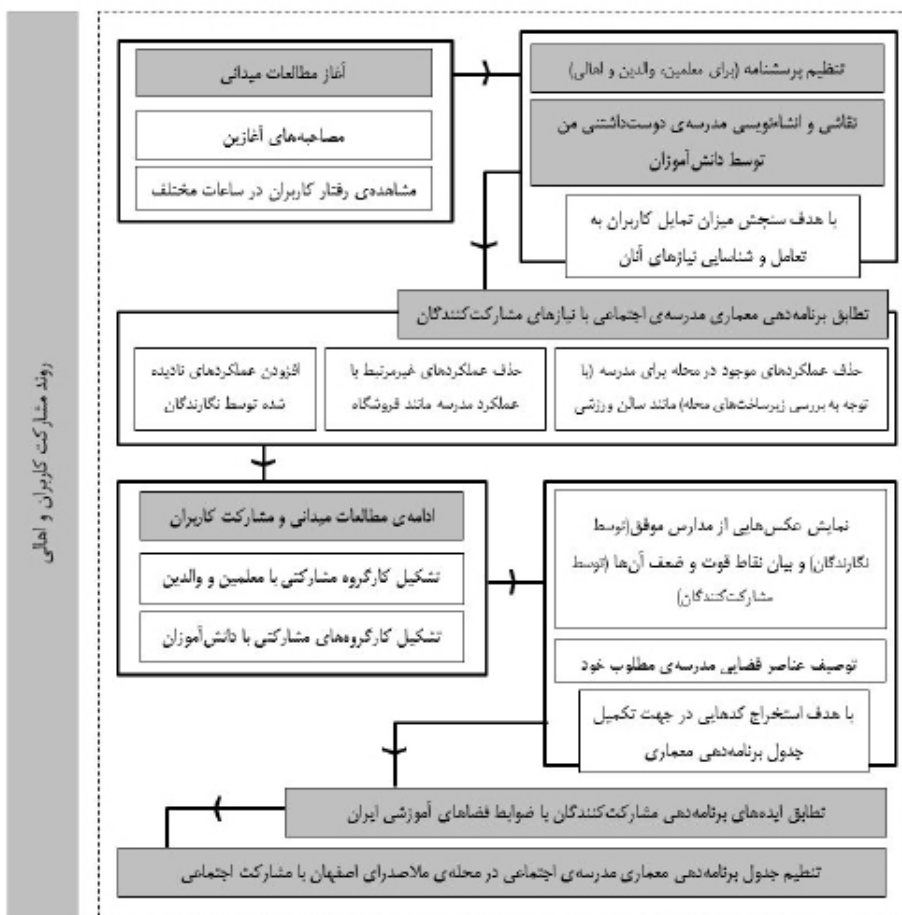 روند مشارکت کاربران و اهالی
آغاز مطالعات میدانی
مصاحبه‌های آغازین
مشاهده‌ی رفتار کاربران در ساعات مختلف
تنظیم پرسشنامه (برای معلمین، والدین و اهالی)
نقاشی و انشاءنویسی مدرسه‌ی دوست‌داشتنی من
توسط دانش‌آموزان
با هدف سنجش میزان تمایل کاربران به
تعامل و شناسایی نیازهای آنان
تطابق برنامه‌دهی معماری مدرسه‌ی اجتماعی با نیازهای مشارکت‌کنندگان
حذف عملکردهای موجود در محله برای مدرسه (با
توجه به بررسی زیرساخت‌های محله) مانند سالن ورزشی
حذف عملکردهای غیرمرتبط با
عملکرد مدرسه مانند فروشگاه
افزودن عملکردهای نادیده
شده توسط نگارندگان
ادامه‌ی مطالعات میدانی و مشارکت کاربران
تشکیل کارگروه مشارکتی با معلمین و والدین
تشکیل کارگروه‌های مشارکتی با دانش‌آموزان
نمایش عکس‌هایی از مدارس موفق(توسط
نگارندگان) و بیان نقاط قوت و ضعف آن‌ها (توسط
مشارکت‌کنندگان)
توصیف عناصر فضایی مدرسه‌ی مطلوب خود
با هدف استخراج کدهایی در جهت تکمیل
جدول برنامه‌دهی معماری
تطابق ایده‌های برنامه‌دهی مشارکت‌کنندگان با ضوابط فضاهای آموزشی ایران
تنظیم جدول برنامه‌دهی معماری مدرسه‌ی اجتماعی در محله‌ی ملاصدرای اصفهان با مشارکت اجتماعی